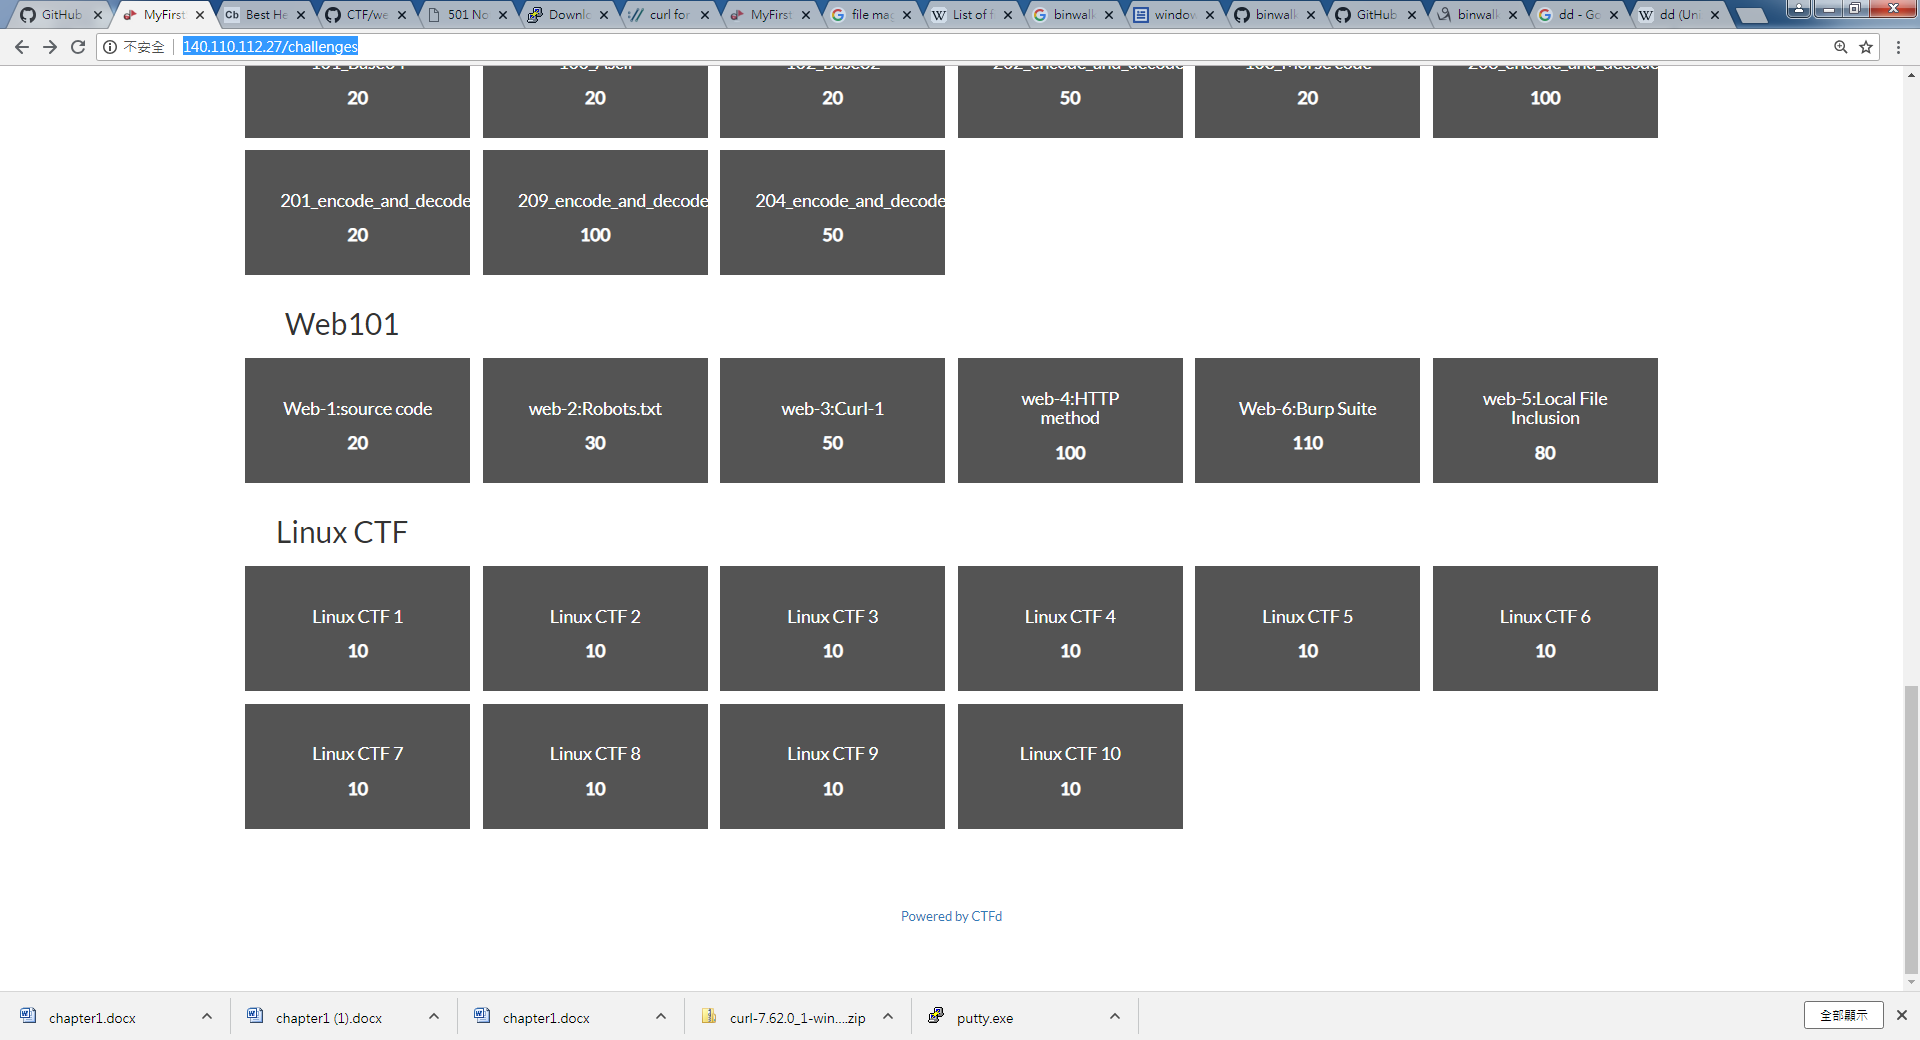 GitHub
MyFirst
Cb Best He
CTF/we
501 No
Downlo
curl for
MyFirst
file mag
List of f
binwalk
window
binwalk
GitHub
binwalk
dd - Go
dd (Uni
不安全
140.110.112.27/challenges
20
20
20
50
20
100
201_encode_and_decode
209_encode_and_decode
204_encode_and_decode
20
100
50
Web101
Web-1:source code
20
web-2:Robots.txt
30
web-3:Curl-1
50
web-4:HTTP
method
100
Web-6:Burp Suite
110
web-5:Local File
Inclusion
80
Linux CTF
Linux CTF 1
10
Linux CTF 2
10
Linux CTF 3
10
Linux CTF 4
10
Linux CTF 5
10
Linux CTF 6
10
Linux CTF 7
10
Linux CTF 8
10
Linux CTF 9
10
Linux CTF 10
10
Powered by CTFd
chapter1.docx
chapter1 (1).docx
chapter1.docx
curl-7.62.0_1-win....zip
putty.exe
全部顯示